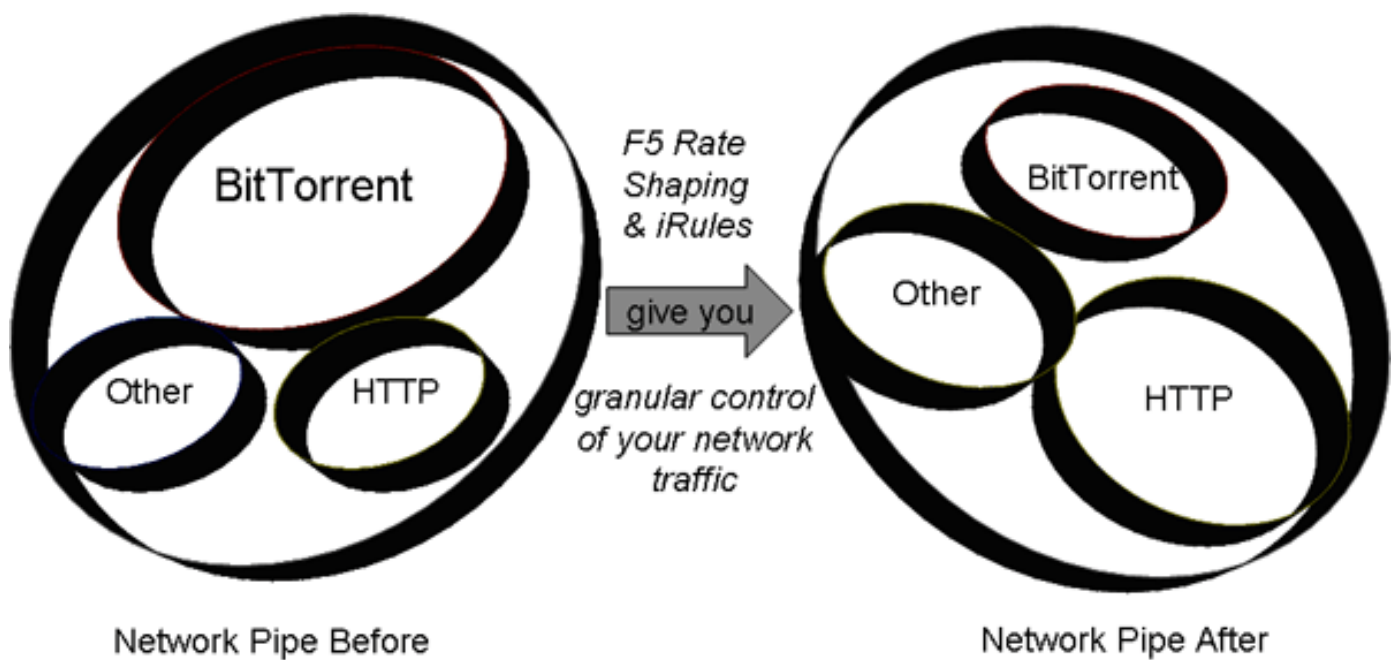 BitTorrent
Other
HTTP
Network Pipe Before
F5 Rate
Shaping
& iRules
give you
granular control
of your network
traffic
BitTorrent
Other
HTTP
Network Pipe After